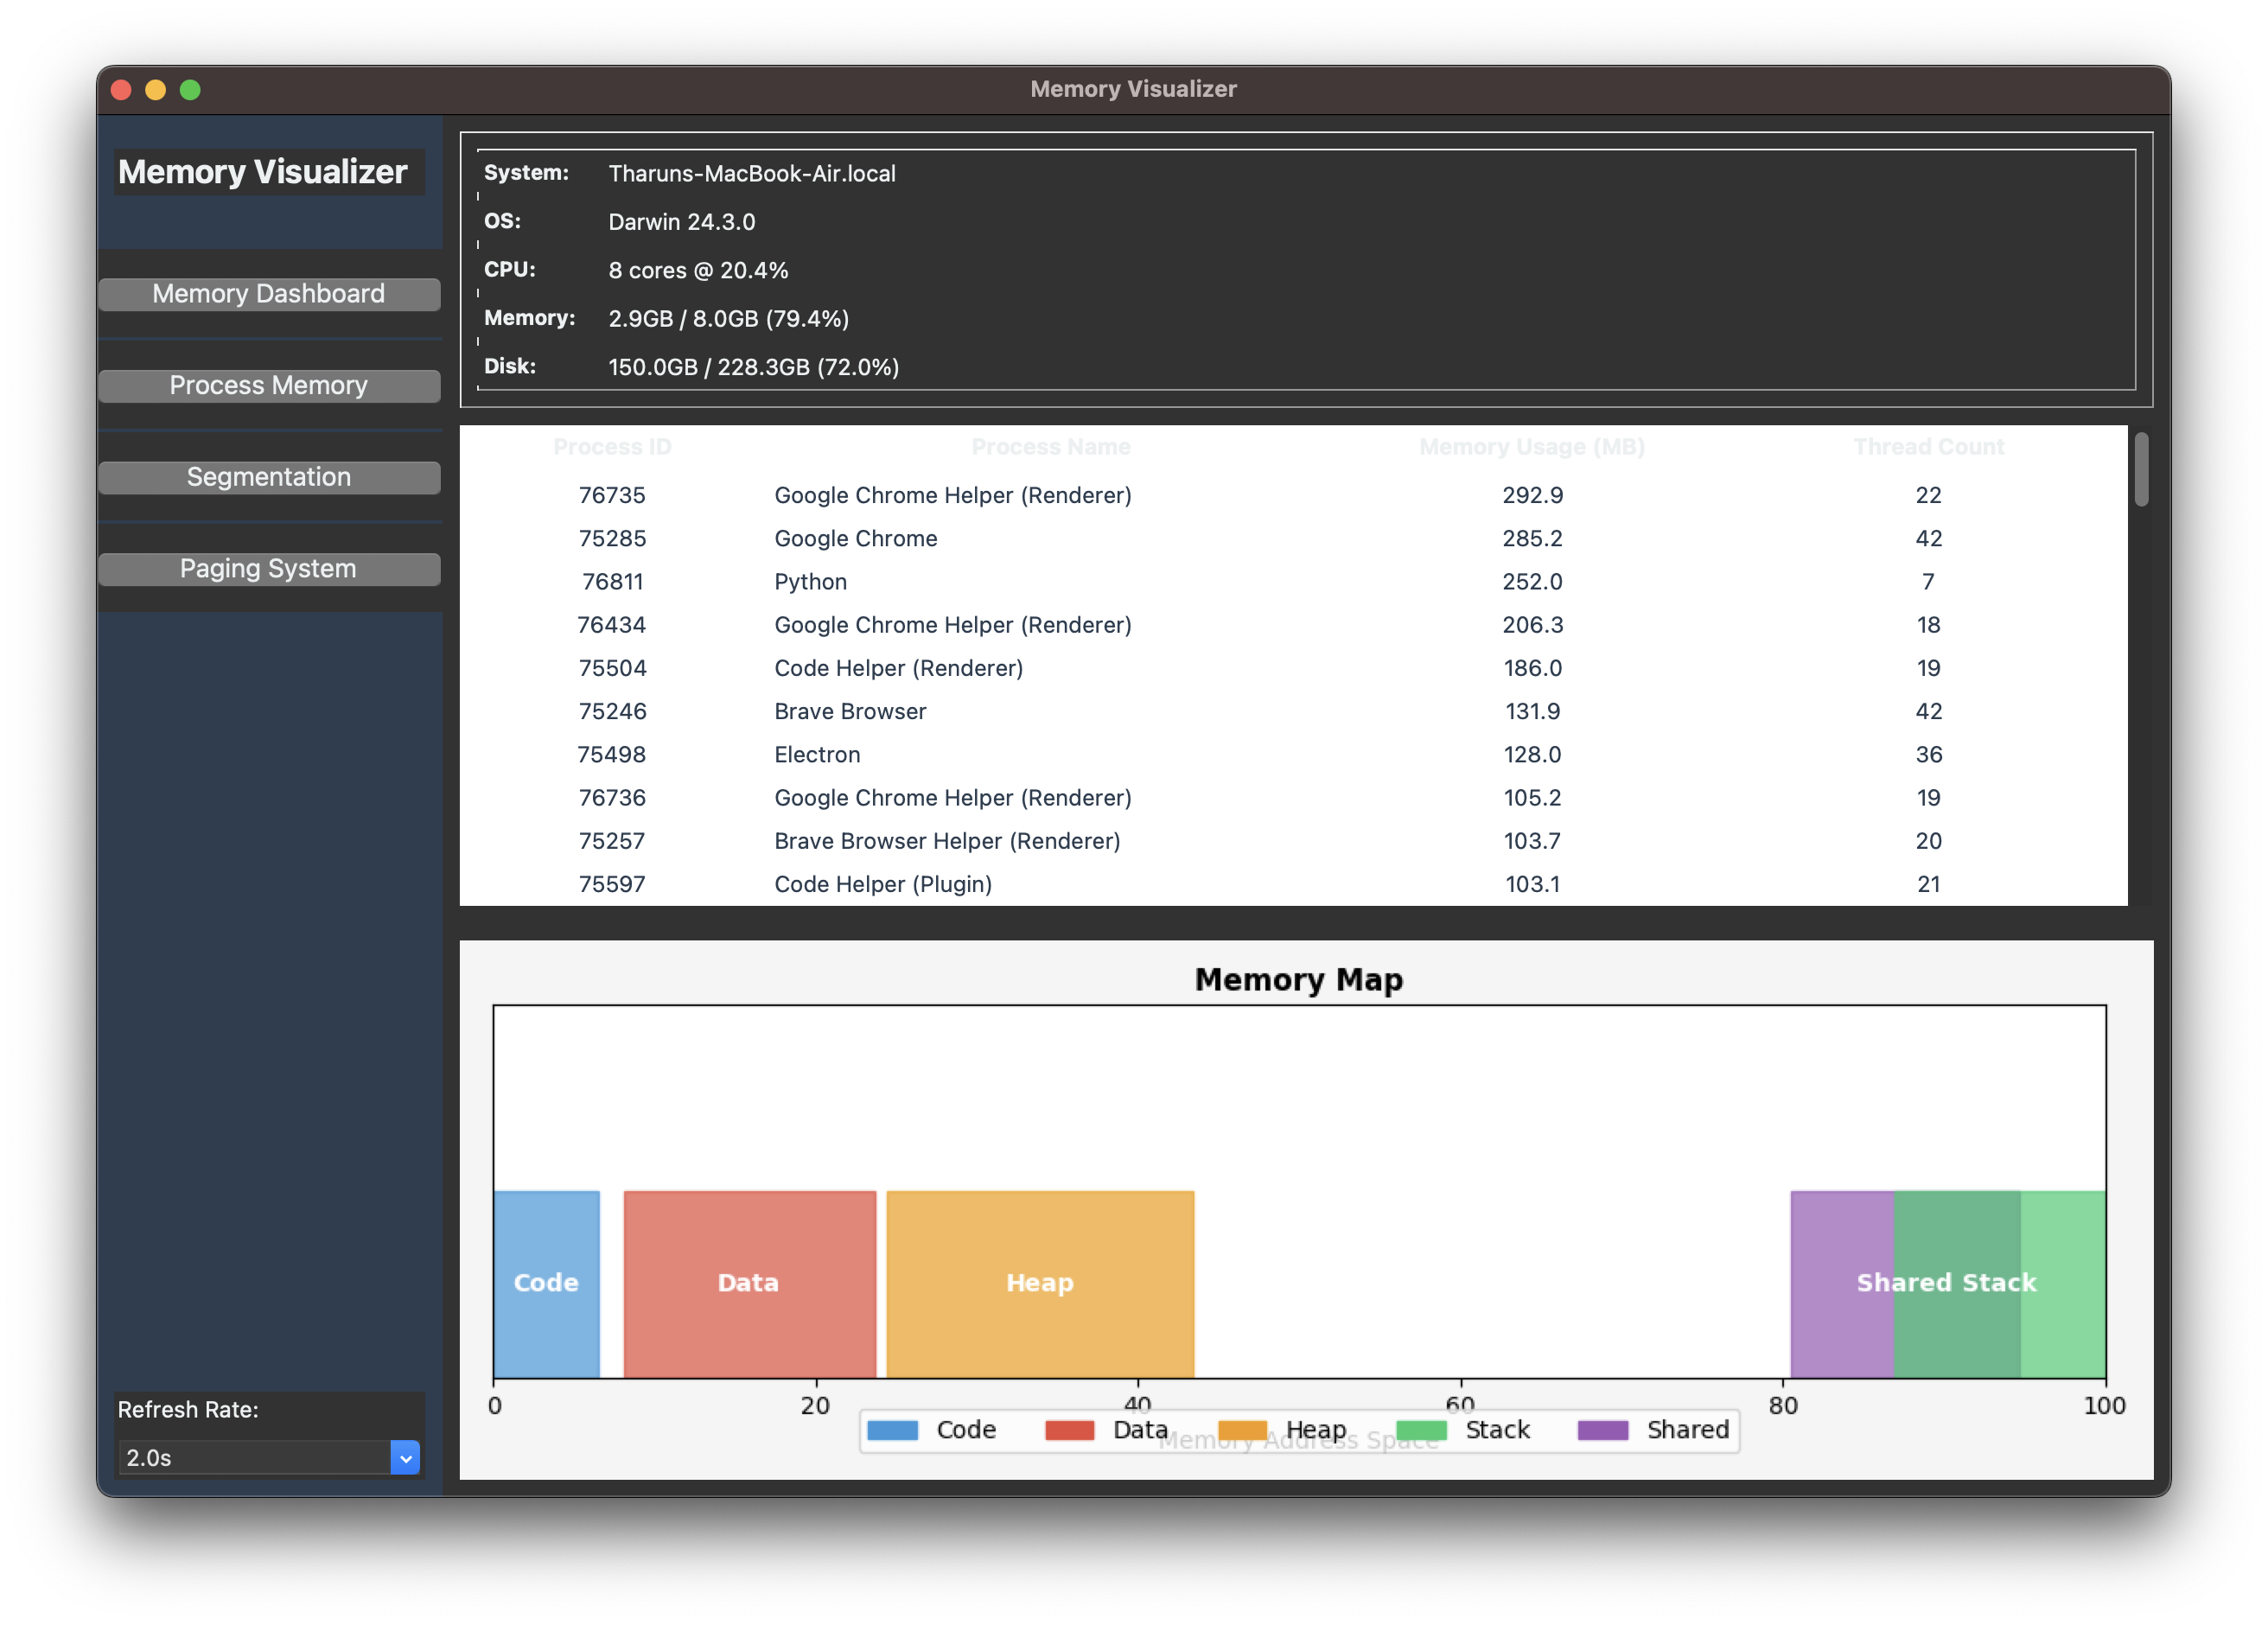 Memory Visualizer
Memory Visualizer
Memory Dashboard
Process Memory
Segmentation
Paging System
Refresh Rate:
2.0s
System: Tharuns-MacBook-Air.local
OS: Darwin 24.3.0
CPU: 8 cores @ 20.4%
Memory: 2.9GB / 8.0GB (79.4%)
Disk: 150.0GB / 228.3GB (72.0%)
Process ID Process Name Memory Usage (MB) Thread Count
76735 Google Chrome Helper (Renderer) 292.9 22
75285 Google Chrome 285.2 42
76811 Python 252.0 7
76434 Google Chrome Helper (Renderer) 206.3 18
75504 Code Helper (Renderer) 186.0 19
75246 Brave Browser 131.9 42
75498 Electron 128.0 36
76736 Google Chrome Helper (Renderer) 105.2 19
75257 Brave Browser Helper (Renderer) 103.7 20
75597 Code Helper (Plugin) 103.1 21
Memory Map
Code Data Heap Shared Stack
0 20 40 60 80 100
Code Data Heap Stack Shared
Memory Address Space